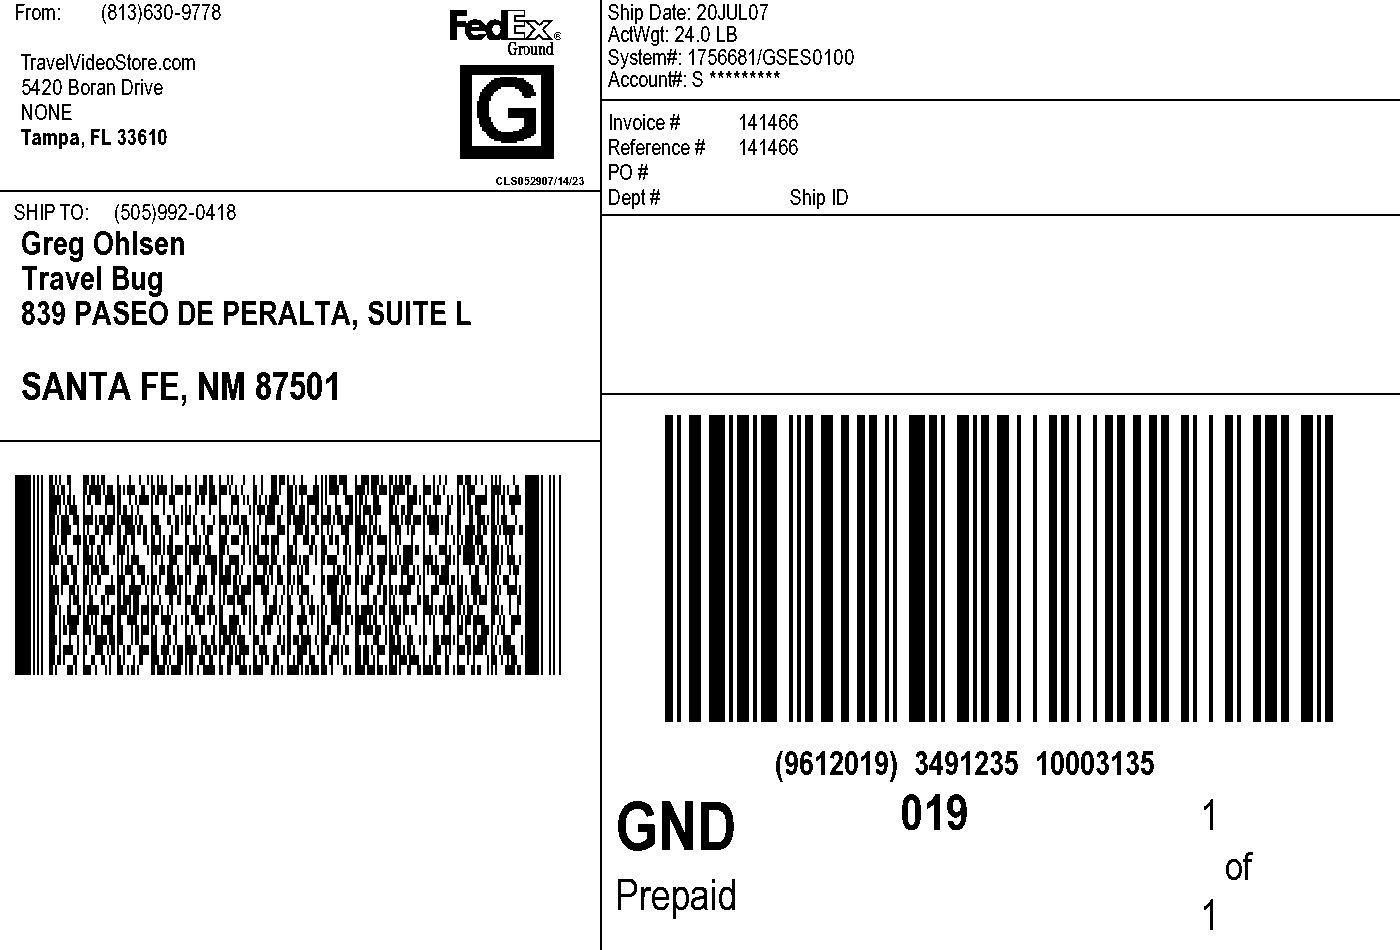 From: (813)630-9778
TravelVideoStore.com
5420 Boran Drive
NONE
Tampa, FL 33610
FedEx®
Ground
G
CLS052907/14/23
Ship Date: 20JUL07
ActWgt: 24.0 LB
System#: 1756681/GSES0100
Account#: S *********
Invoice # 141466
Reference # 141466
PO #
Dept # Ship ID
SHIP TO: (505)992-0418
Greg Ohlsen
Travel Bug
839 PASEO DE PERALTA, SUITE L
SANTA FE, NM 87501
(9612019) 3491235 10003135
GND 019 1
of
Prepaid 1